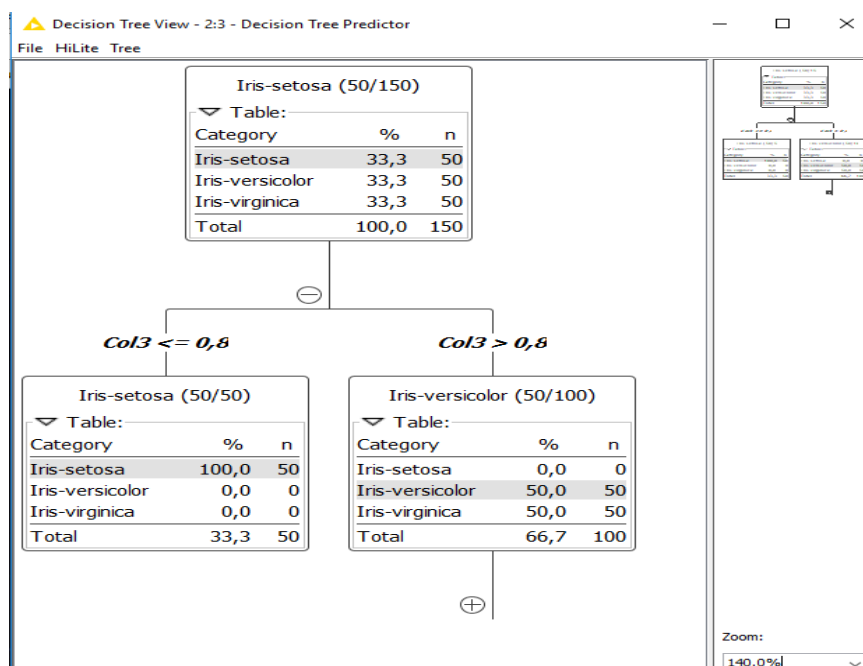 Decision Tree View - 2:3 - Decision Tree Predictor
File HiLite Tree
Iris-setosa (50/150)
Table:
Category % n
Iris-setosa 33,3 50
Iris-versicolor 33,3 50
Iris-virginica 33,3 50
Total 100,0 150
Col3 <= 0,8
Col3 > 0,8
Iris-setosa (50/50)
Table:
Category % n
Iris-setosa 100,0 50
Iris-versicolor 0,0 0
Iris-virginica 0,0 0
Total 33,3 50
Iris-versicolor (50/100)
Table:
Category % n
Iris-setosa 0,0 0
Iris-versicolor 50,0 50
Iris-virginica 50,0 50
Total 66,7 100
Zoom:
140.0%